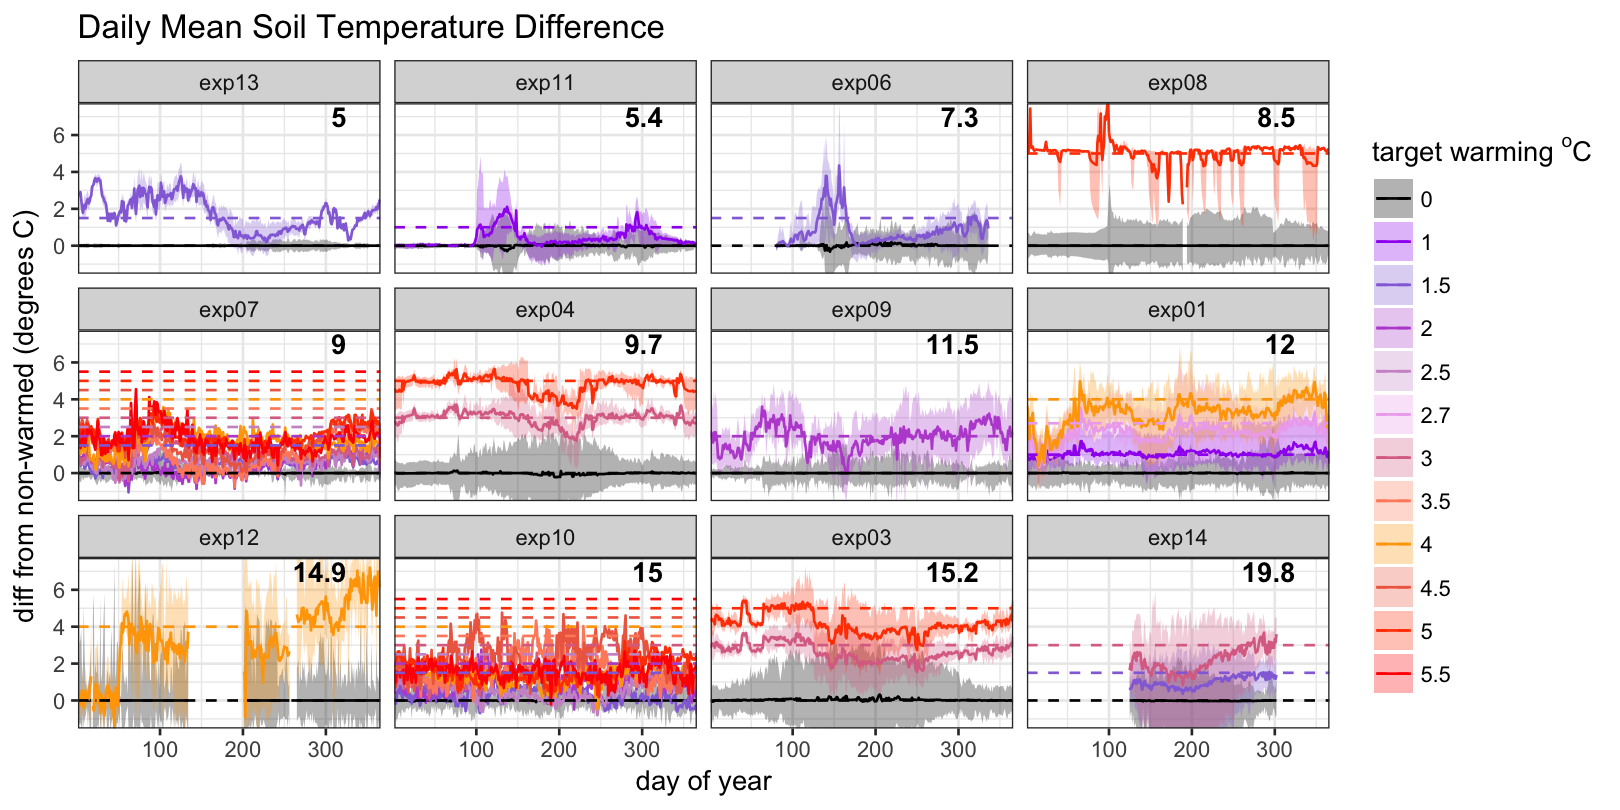 Daily Mean Soil Temperature Difference
exp13 exp11 exp06 exp08
5 5.4 7.3 8.5
6
4
2
0
exp07 exp04 exp09 exp01
9 9.7 11.5 12
6
4
2
0
exp12 exp10 exp03 exp14
14.9 15 15.2 19.8
6
4
2
0
100 200 300 100 200 300 100 200 300 100 200 300
day of year
diff from non-warmed (degrees C)
target warming °C
0
1
1.5
2
2.5
2.7
3
3.5
4
4.5
5
5.5